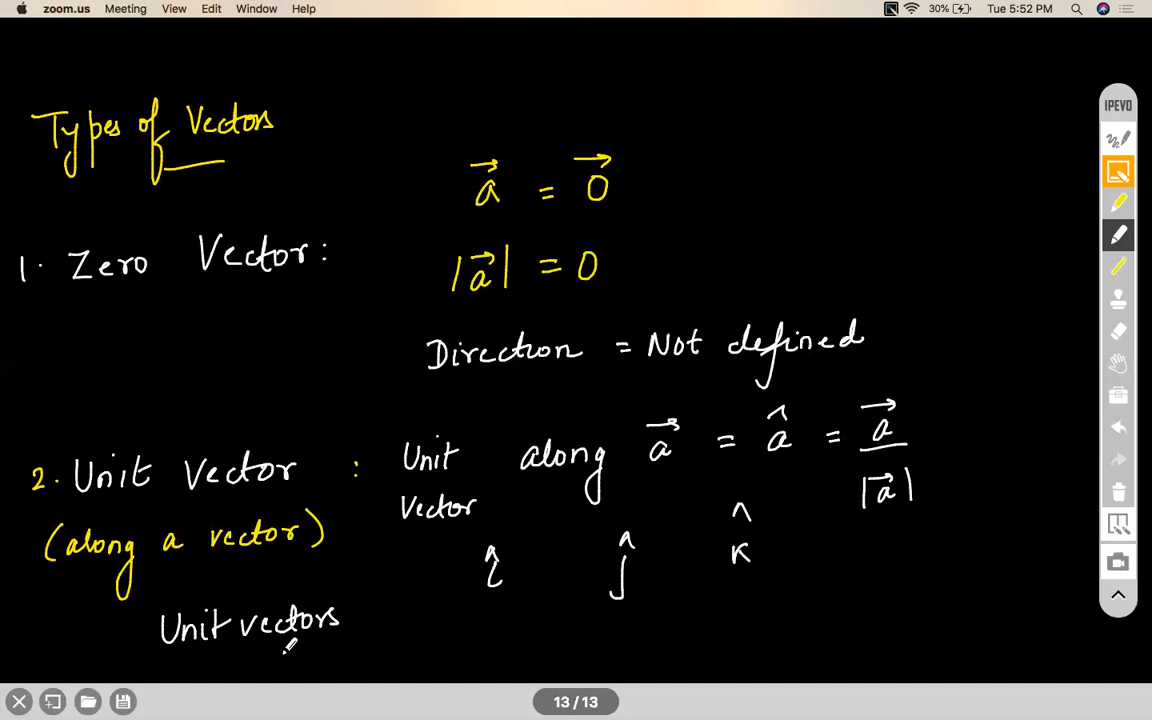 zoom.us Meeting View Edit Window Help 30% Tue 5:52 PM
IPEVO
Types of Vectors
1. Zero Vector:
a⃗ = 0⃗
|a⃗| = 0
Direction = Not defined
2. Unit Vector :
(along a vector)
Unit Vector along a⃗ = â = a⃗ / |a⃗|
î ĵ k̂
Unit vectors
13 / 13